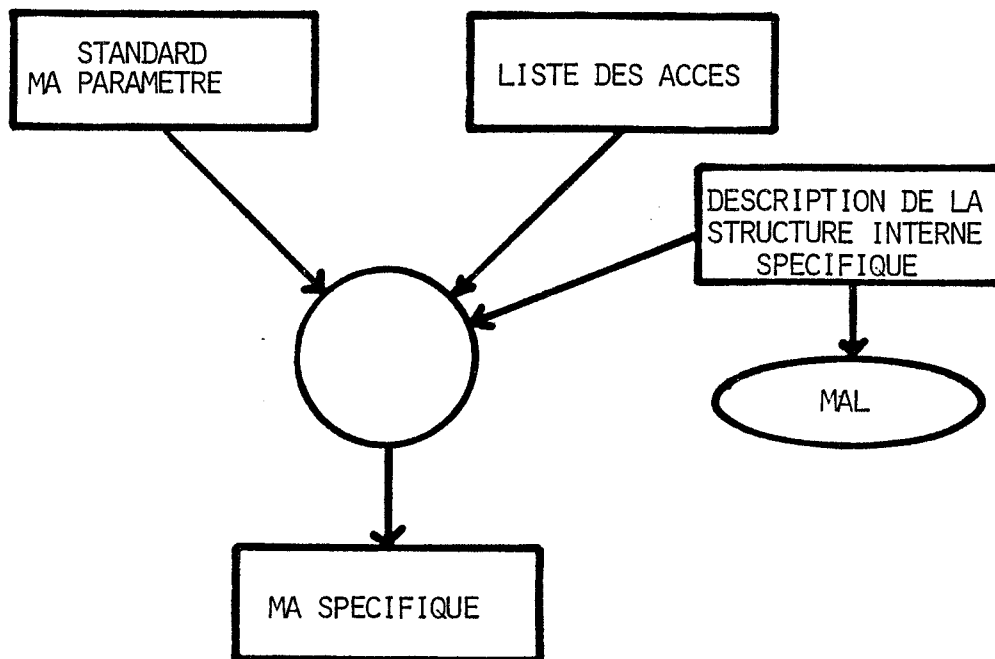 STANDARD
MA PARAMETRE
LISTE DES ACCES
DESCRIPTION DE LA
STRUCTURE INTERNE
SPECIFIQUE
MAL
MA SPECIFIQUE